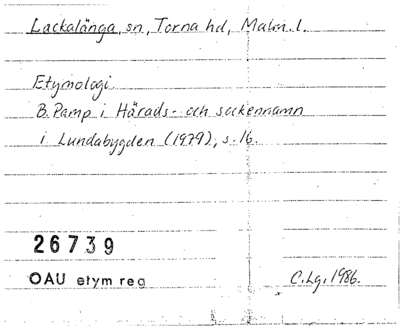 Lackalänga, sn, Torna hd, Malm. l.
Etymologi
B. Pamp i Härads- och sockennamn
i Lundabygden (1979), s. 16.
26739
OAU etym reg
C. Lg. 1986.